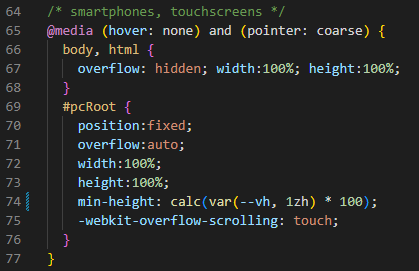 64 /* smartphones, touchscreens */
65 @media (hover: none) and (pointer: coarse) {
66   body, html {
67     overflow: hidden; width:100%; height:100%;
68   }
69   #pcRoot {
70     position:fixed;
71     overflow:auto;
72     width:100%;
73     height:100%;
74     min-height: calc(var(--vh, 1zh) * 100);
75     -webkit-overflow-scrolling: touch;
76   }
77 }